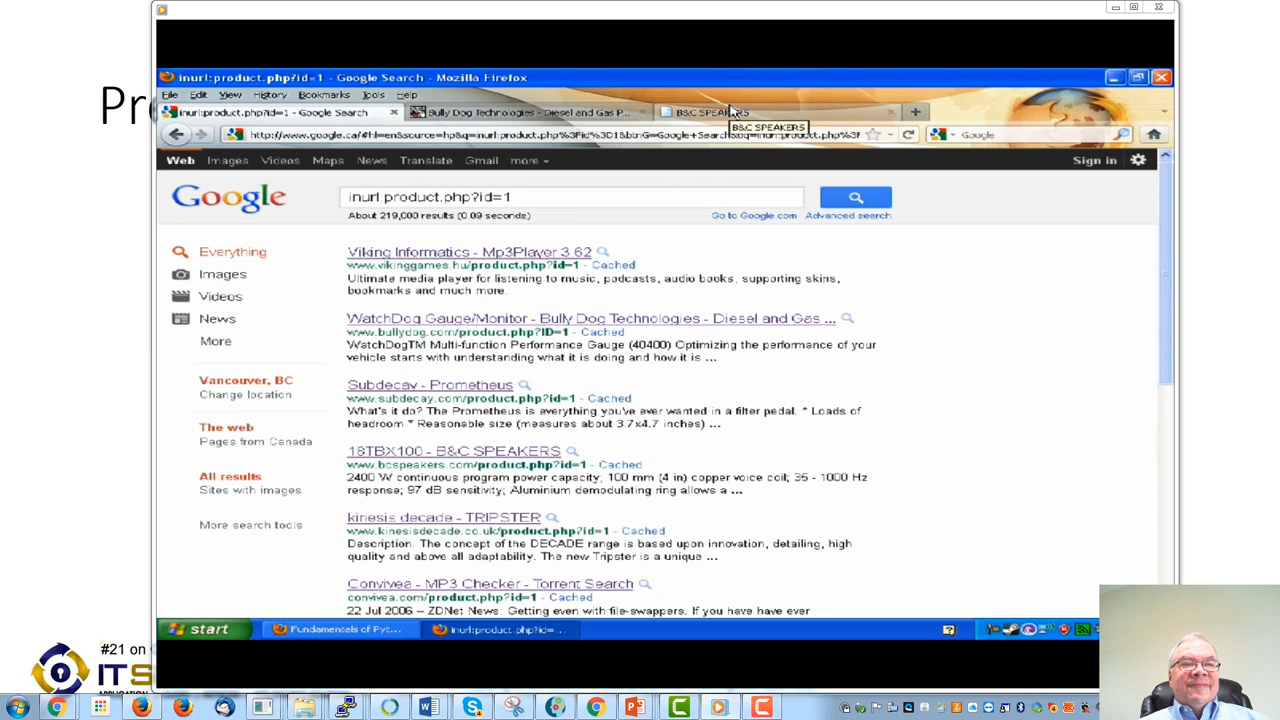 Pr
inurl:product.php?id=1 - Google Search - Mozilla Firefox
File Edit View History Bookmarks Tools Help
inurl:product.php?id=1 - Google Search Bully Dog Technologies - Diesel and Gas P... B&C SPEAKERS
B&C SPEAKERS
Google
Web Images Videos Maps News Translate Gmail more Sign in
Google inurl:product.php?id=1
About 219,000 results (0.09 seconds) Go to Google.com Advanced search
Everything
Images
Videos
News
More
Vancouver, BC
Change location
The web
Pages from Canada
All results
Sites with images
More search tools
Viking Informatics - Mp3Player 3.62
www.vikinggames.hu/product.php?id=1 - Cached
Ultimate media player for listening to music, podcasts, audio books, supporting skins,
bookmarks and much more.
WatchDog Gauge/Monitor - Bully Dog Technologies - Diesel and Gas ...
www.bullydog.com/product.php?ID=1 - Cached
WatchDogTM Multi-function Performance Gauge (40400) Optimizing the performance of your
vehicle starts with understanding what it is doing and how it is ...
Subdecay - Prometheus
www.subdecay.com/product.php?id=1 - Cached
What's it do? The Prometheus is everything you've ever wanted in a filter pedal. * Loads of
headroom * Reasonable size (measures about 3.7x4.7 inches) ...
18TBX100 - B&C SPEAKERS
www.bcspeakers.com/product.php?id=1 - Cached
2400 W continuous program power capacity; 100 mm (4 in) copper voice coil; 35 - 1000 Hz
response; 97 dB sensitivity; Aluminium demodulating ring allows a ...
kinesis decade - TRIPSTER
www.kinesisdecade.co.uk/product.php?id=1 - Cached
Description. The concept of the DECADE range is based upon innovation, detailing, high
quality and above all adaptability. The new Tripster is a unique ...
Convivea - MP3 Checker - Torrent Search
convivea.com/product.php?id=1 - Cached
22 Jul 2006 – ZDNet News: Getting even with file-swappers. If you have have ever
start Fundamentals of Pyt... inurl:product.php?id=...
#21 on
ITS